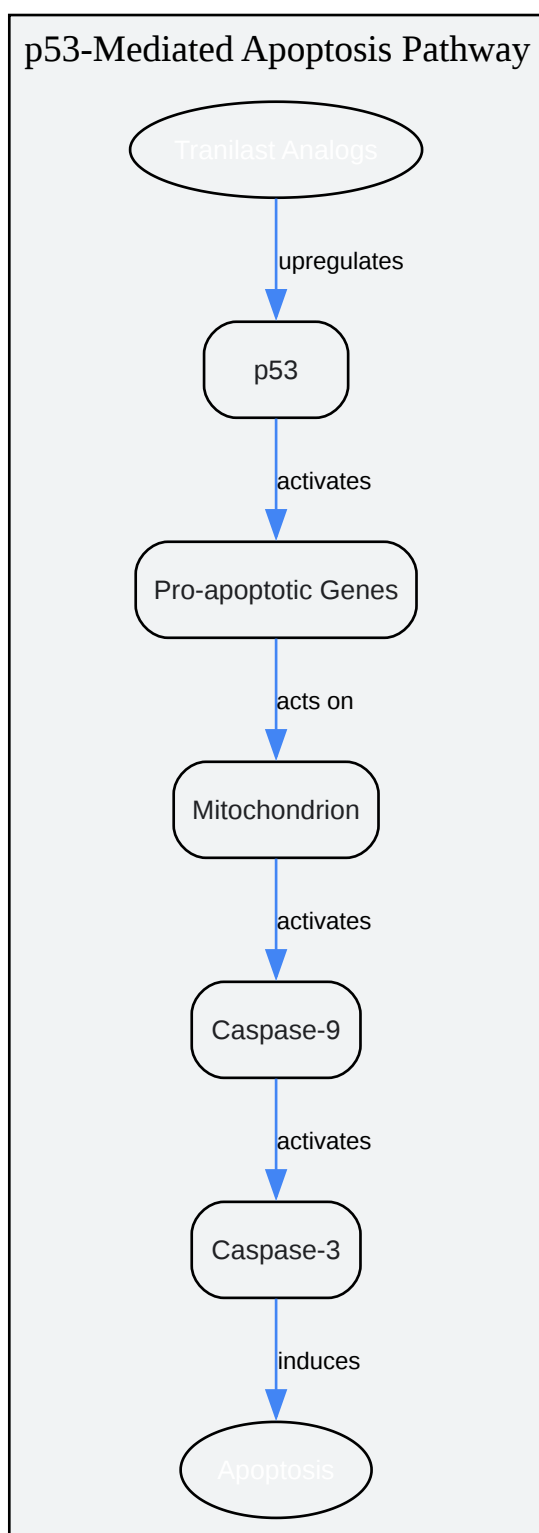 p53-Mediated Apoptosis Pathway
Tranilast Analogs
upregulates
p53
activates
Pro-apoptotic Genes
acts on
Mitochondrion
activates
Caspase-9
activates
Caspase-3
induces
Apoptosis